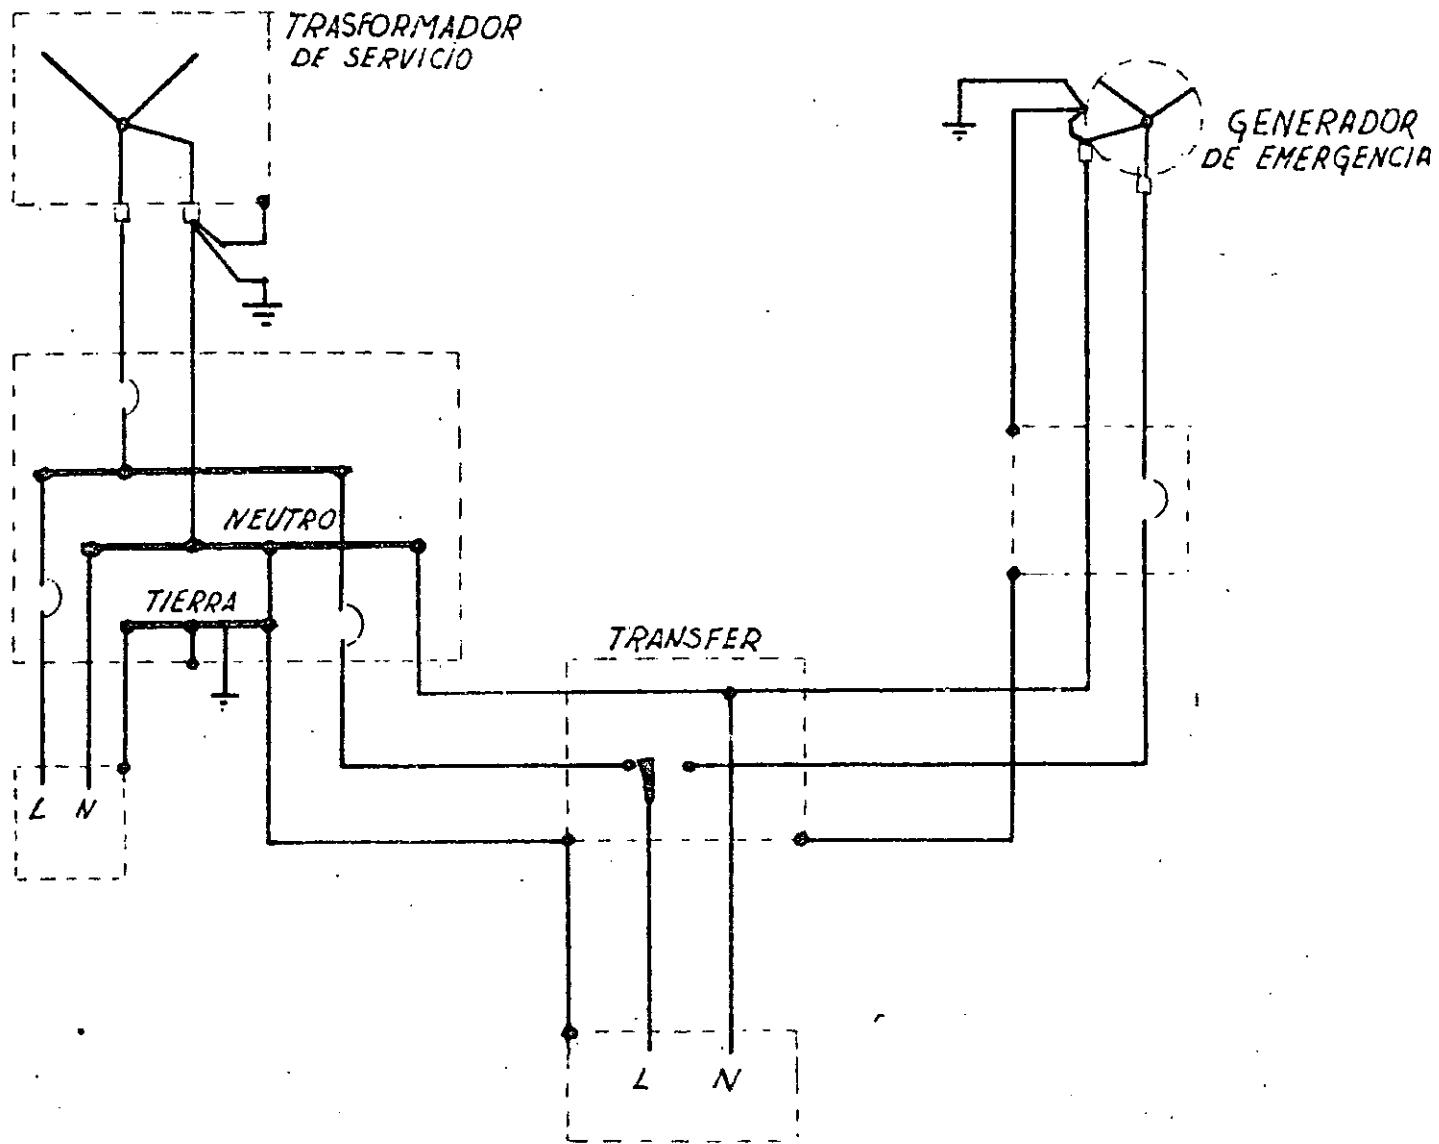 TRASFORMADOR
DE SERVICIO
GENERADOR
DE EMERGENCIA
NEUTRO
TIERRA
TRANSFER
L N
L N